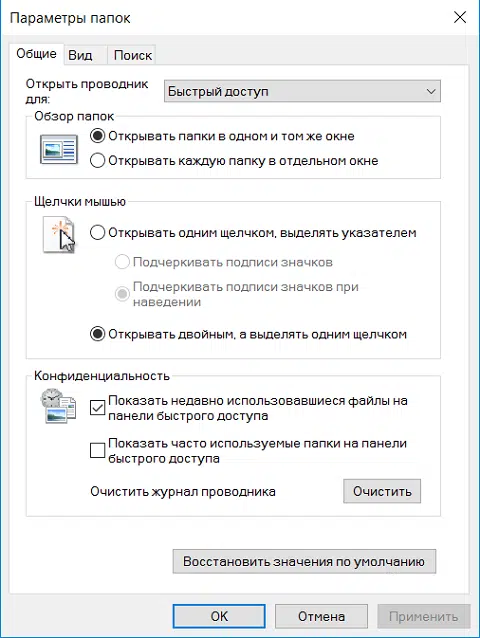 Параметры папок
Общие
Вид
Поиск
Открыть проводник
для:
Быстрый доступ
Обзор папок
Открывать папки в одном и том же окне
Открывать каждую папку в отдельном окне
Щелчки мышью
Открывать одним щелчком, выделять указателем
Подчеркивать подписи значков
Подчеркивать подписи значков при
наведении
Открывать двойным, а выделять одним щелчком
Конфиденциальность
Показать недавно использовавшиеся файлы на
панели быстрого доступа
Показать часто используемые папки на панели
быстрого доступа
Очистить журнал проводника
Очистить
Восстановить значения по умолчанию
ОК
Отмена
Применить